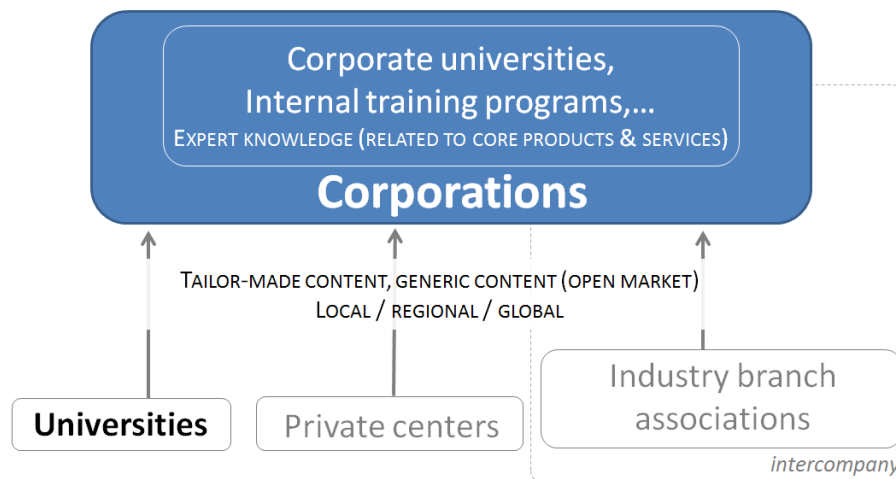 Corporate universities,
Internal training programs,...
EXPERT KNOWLEDGE (RELATED TO CORE PRODUCTS & SERVICES)
Corporations
TAILOR-MADE CONTENT, GENERIC CONTENT (OPEN MARKET)
LOCAL / REGIONAL / GLOBAL
Universities
Private centers
Industry branch
associations
intercompany